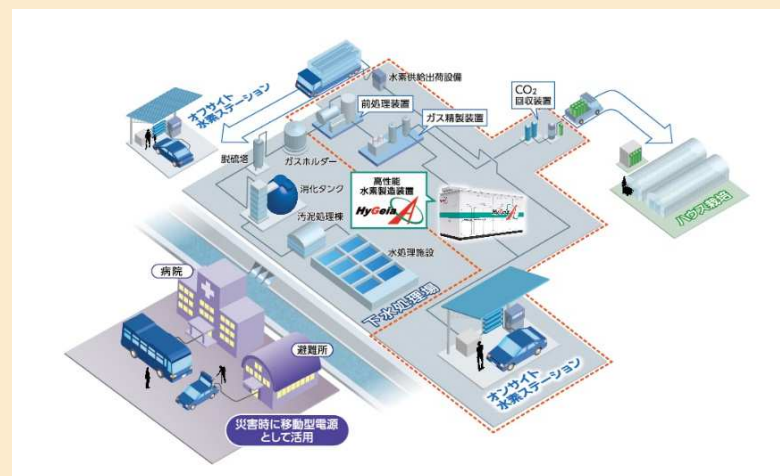 水素供給出荷設備
オフサイト
水素ステーション
前処理装置
ガス精製装置
CO₂
回収装置
脱硫塔
ガスホルダー
消化タンク
高性能
水素製造装置
HyGeia A
汚泥処理棟
水処理施設
ハウス栽培
下水処理場
病院
避難所
オンサイト
水素ステーション
災害時に移動型電源
として活用